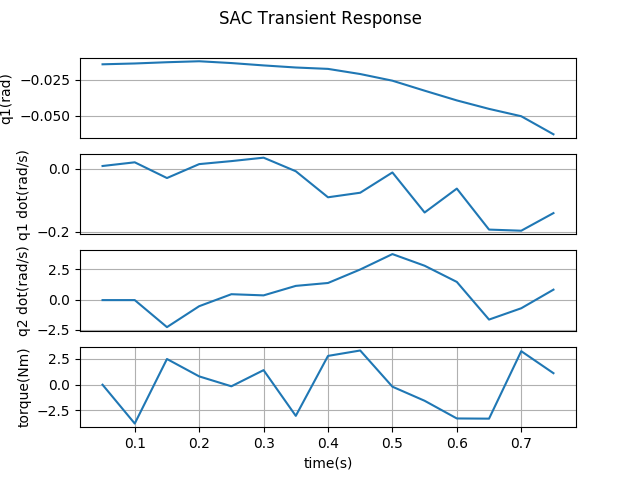 SAC Transient Response
q1(rad)
−0.025
−0.050
q1 dot(rad/s)
0.0
−0.2
q2 dot(rad/s)
2.5
0.0
−2.5
torque(Nm)
2.5
0.0
−2.5
0.1 0.2 0.3 0.4 0.5 0.6 0.7
time(s)